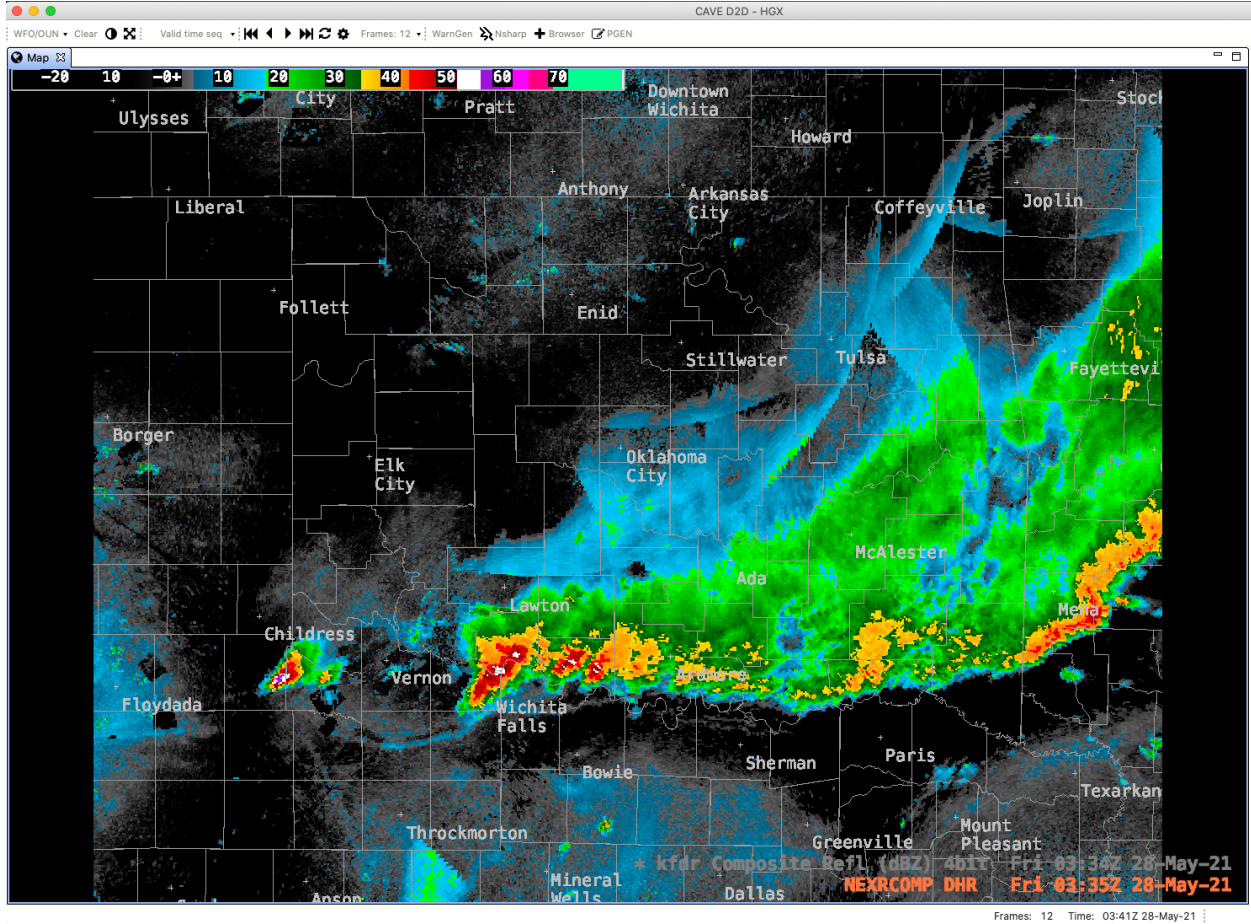 CAVE D2D - HGX
WFO/OUN Clear Valid time seq Frames: 12 WarnGen Nsharp Browser PGEN
Map
-20 10 -0+ 10 20 30 40 50 60 70
City
Pratt
Downtown
Wichita
Stock
Ulysses
Howard
Anthony
Arkansas
City
Liberal
Coffeyville
Joplin
Follett
Enid
Stillwater
Tulsa
Fayettevi
Borger
Elk
City
Oklahoma
City
McAlester
Ada
Lawton
Mena
Childress
Vernon
Ardmore
Floydada
Wichita
Falls
Sherman
Paris
Bowie
Texarkan
Throckmorton
Mount
Pleasant
Greenville
* kfdr Composite Refl (dBZ) 4bit Fri 03:34Z 28-May-21
Mineral
Wells
Dallas
NEXRCOMP DHR Fri 03:35Z 28-May-21
Anson
Frames: 12 Time: 03:41Z 28-May-21